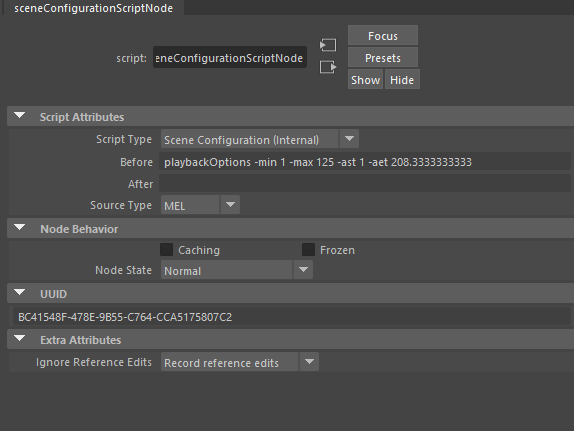 sceneConfigurationScriptNode
Focus
script: eneConfigurationScriptNode
Presets
Show Hide
Script Attributes
Script Type Scene Configuration (Internal)
Before playbackOptions -min 1 -max 125 -ast 1 -aet 208.3333333333
After
Source Type MEL
Node Behavior
Caching Frozen
Node State Normal
UUID
BC41548F-478E-9B55-C764-CCA5175807C2
Extra Attributes
Ignore Reference Edits Record reference edits